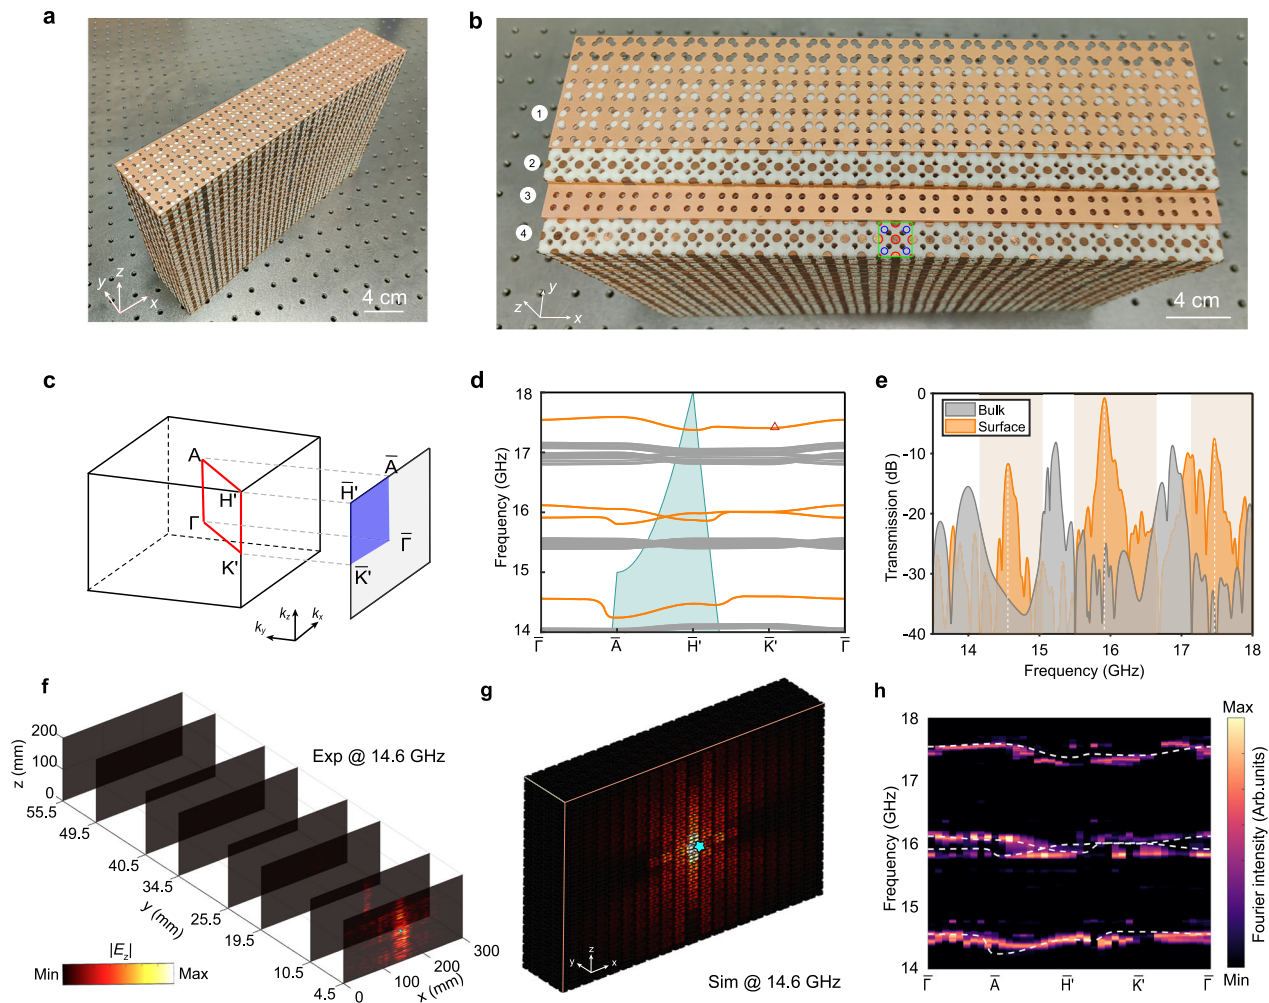 a
z
y
x
4 cm
b
1
2
3
4
y
z
x
4 cm
c
A
H'
Γ
K'
A̅
H̅'
Γ̅
K̅'
kz
ky
kx
d
Frequency (GHz)
18
17
16
15
14
Γ̅ A̅ H̅' K̅' Γ̅
e
Transmission (dB)
0
-10
-20
-30
-40
Bulk
Surface
14 15 16 17 18
Frequency (GHz)
f
Exp @ 14.6 GHz
z (mm)
200
100
0
55.5
49.5
40.5
34.5
25.5
19.5
10.5
4.5
y (mm)
0
100
200
300
x (mm)
|Ez|
Min Max
g
z
y
x
Sim @ 14.6 GHz
h
Frequency (GHz)
18
17
16
15
14
Γ̅ A̅ H̅' K̅' Γ̅
Max
Fourier intensity (Arb.units)
Min